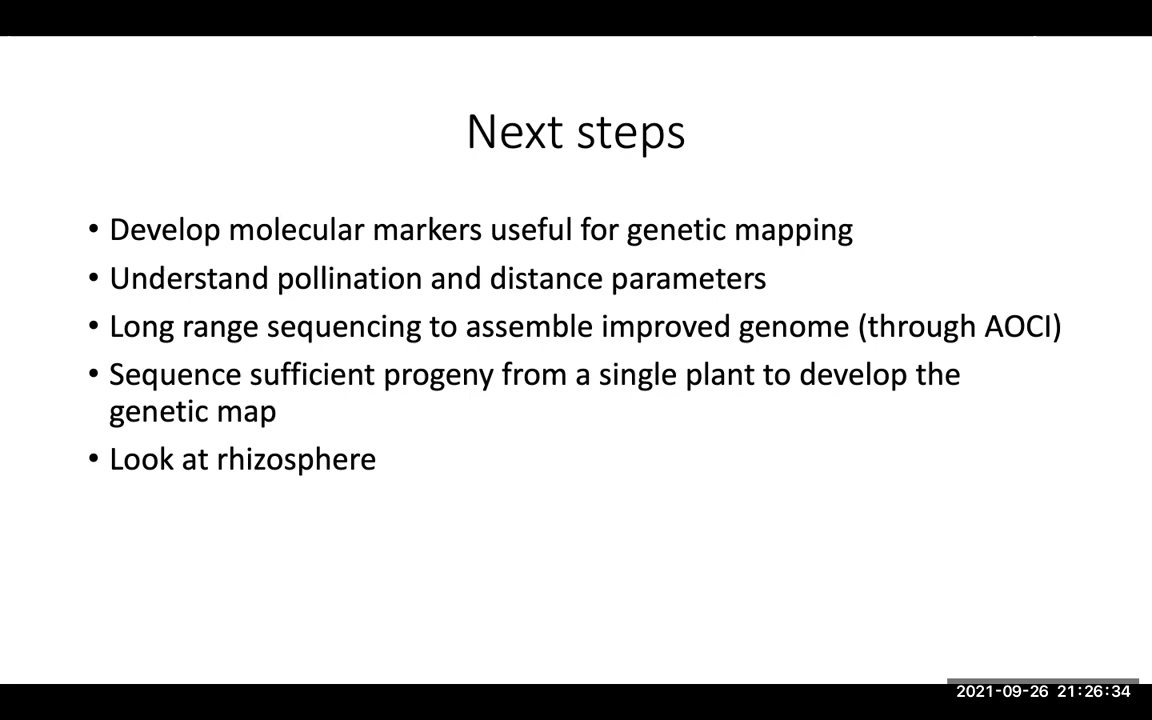 Next steps
• Develop molecular markers useful for genetic mapping
• Understand pollination and distance parameters
• Long range sequencing to assemble improved genome (through AOCI)
• Sequence sufficient progeny from a single plant to develop the
genetic map
• Look at rhizosphere
2021-09-26 21:26:34